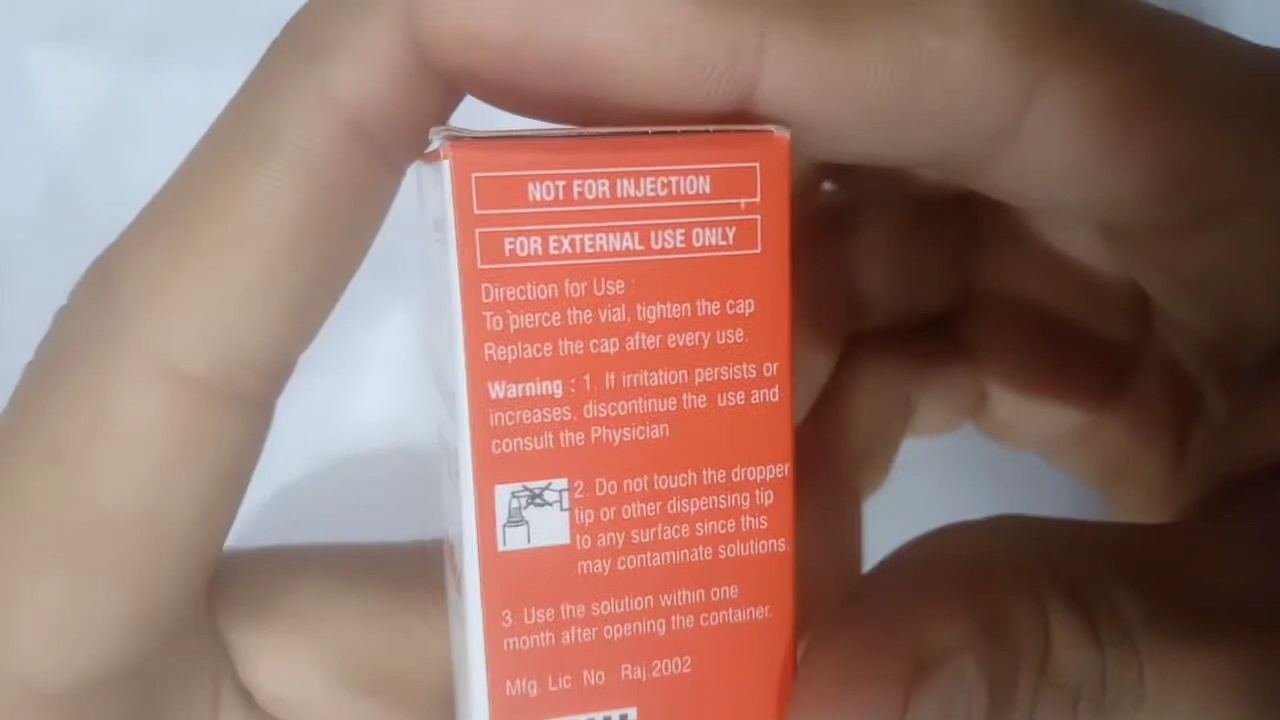 NOT FOR INJECTION
FOR EXTERNAL USE ONLY
Direction for Use :
To pierce the vial, tighten the cap
Replace the cap after every use.
Warning : 1. If irritation persists or
increases, discontinue the use and
consult the Physician
2. Do not touch the dropper
tip or other dispensing tip
to any surface since this
may contaminate solutions.
3. Use the solution within one
month after opening the container.
Mfg. Lic. No. Raj.2002